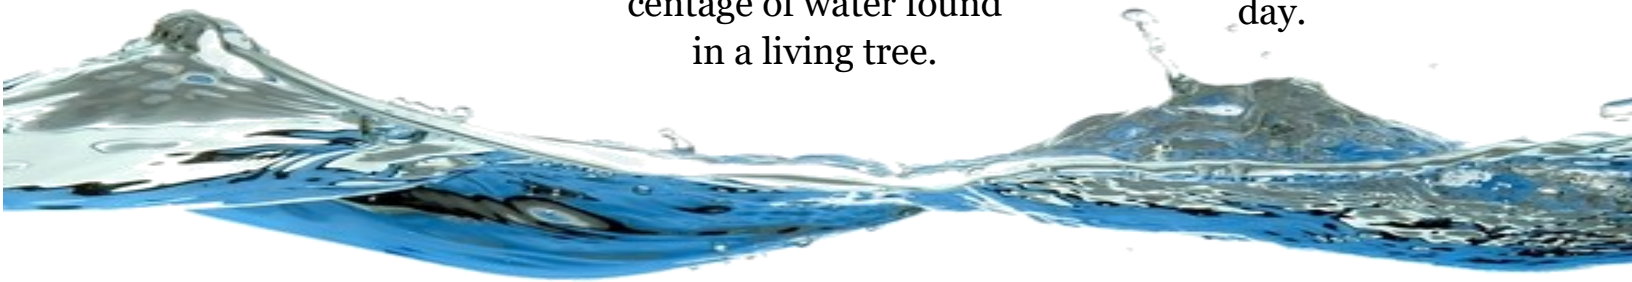 centage of water found
in a living tree.
day.